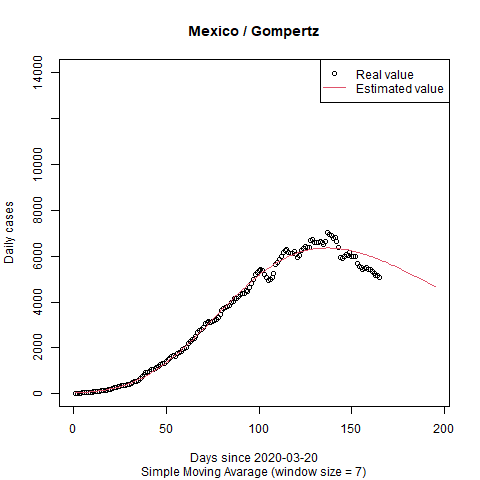 Mexico / Gompertz
Real value
Estimated value
Daily cases
0
2000
4000
6000
8000
10000
14000
0
50
100
150
200
Days since 2020-03-20
Simple Moving Avarage (window size = 7)